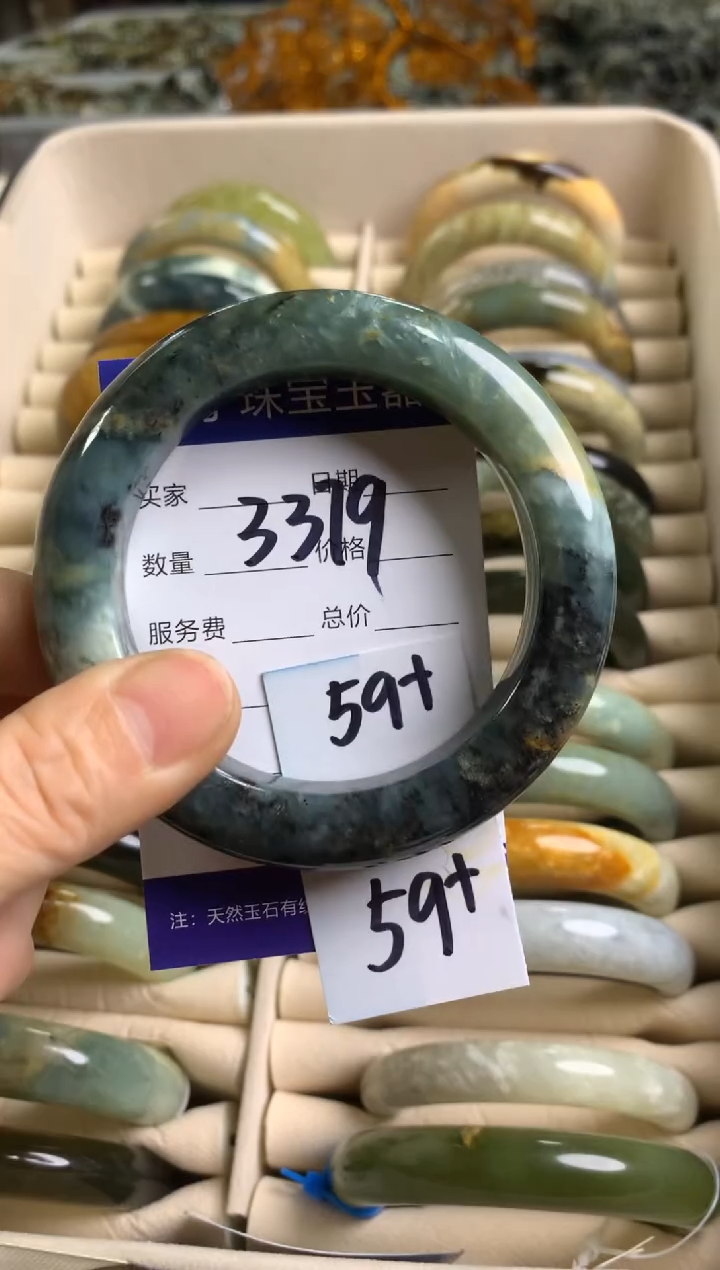 珠宝玉器
买家 日期
3379
数量 价格
服务费 总价
59+
59+
注：天然玉石有